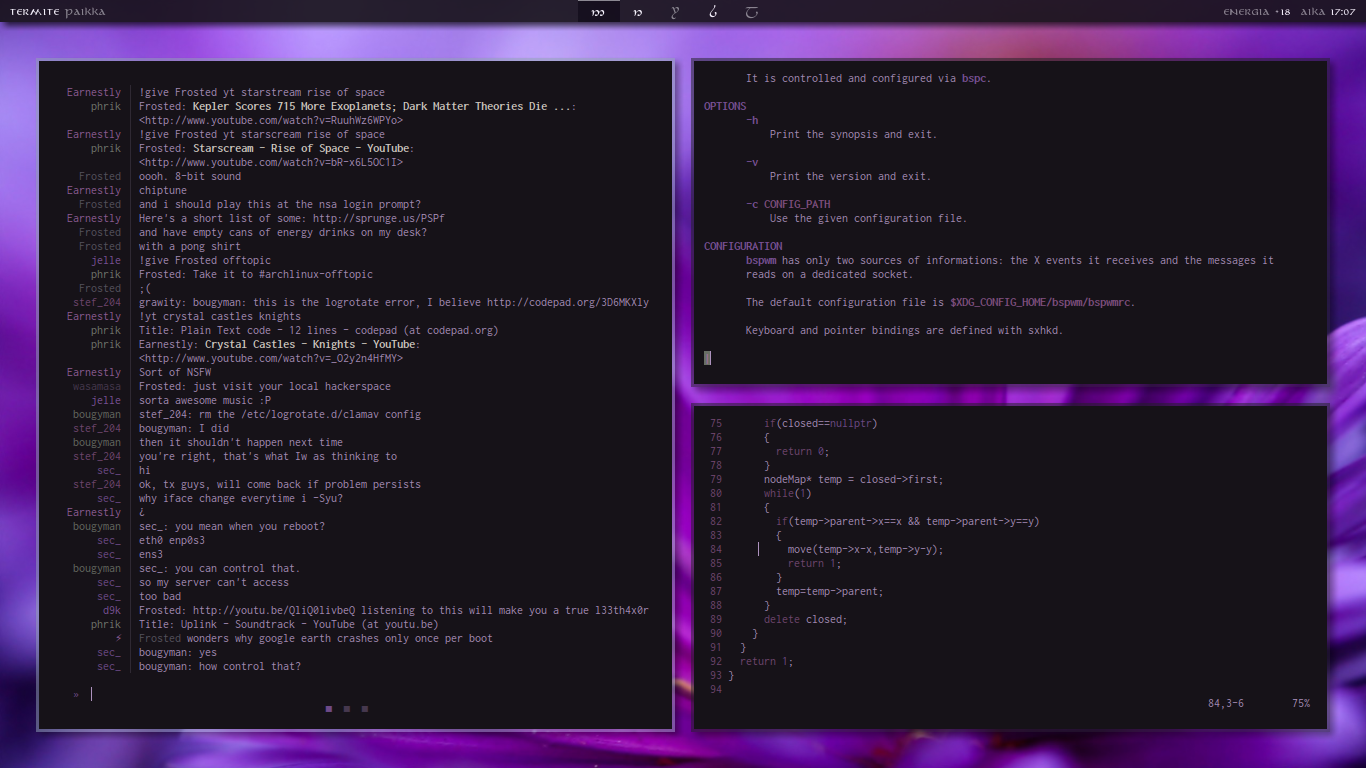 TERMITE paikka
ENERGIA +18 AIKA 17:07
Earnestly !give Frosted yt starstream rise of space
phrik Frosted: Kepler Scores 715 More Exoplanets; Dark Matter Theories Die ...:
<http://www.youtube.com/watch?v=RuuhWz6WPYo>
Earnestly !give Frosted yt starscream rise of space
phrik Frosted: Starscream - Rise of Space - YouTube:
<http://www.youtube.com/watch?v=bR-x6L5OC1I>
Frosted oooh. 8-bit sound
Earnestly chiptune
Frosted and i should play this at the nsa login prompt?
Earnestly Here's a short list of some: http://sprunge.us/PSPf
Frosted and have empty cans of energy drinks on my desk?
Frosted with a pong shirt
jelle !give Frosted offtopic
phrik Frosted: Take it to #archlinux-offtopic
Frosted ;(
stef_204 grawity: bougyman: this is the logrotate error, I believe http://codepad.org/3D6MKXly
Earnestly !yt crystal castles knights
phrik Title: Plain Text code - 12 lines - codepad (at codepad.org)
phrik Earnestly: Crystal Castles - Knights - YouTube:
<http://www.youtube.com/watch?v=_O2y2n4HfMY>
Earnestly Sort of NSFW
wasamasa Frosted: just visit your local hackerspace
jelle sorta awesome music :P
bougyman stef_204: rm the /etc/logrotate.d/clamav config
stef_204 bougyman: I did
bougyman then it shouldn't happen next time
stef_204 you're right, that's what Iw as thinking to
sec_ hi
stef_204 ok, tx guys, will come back if problem persists
sec_ why iface change everytime i -Syu?
Earnestly ¿
bougyman sec_: you mean when you reboot?
sec_ eth0 enp0s3
sec_ ens3
bougyman sec_: you can control that.
sec_ so my server can't access
sec_ too bad
d9k Frosted: http://youtu.be/QliQ0livbeQ listening to this will make you a true l33th4x0r
phrik Title: Uplink - Soundtrack - YouTube (at youtu.be)
⚡ Frosted wonders why google earth crashes only once per boot
sec_ bougyman: yes
sec_ bougyman: how control that?
»
It is controlled and configured via bspc.
OPTIONS
-h
Print the synopsis and exit.
-v
Print the version and exit.
-c CONFIG_PATH
Use the given configuration file.
CONFIGURATION
bspwm has only two sources of informations: the X events it receives and the messages it
reads on a dedicated socket.
The default configuration file is $XDG_CONFIG_HOME/bspwm/bspwmrc.
Keyboard and pointer bindings are defined with sxhkd.
75 if(closed==nullptr)
76 {
77 return 0;
78 }
79 nodeMap* temp = closed->first;
80 while(1)
81 {
82 if(temp->parent->x==x && temp->parent->y==y)
83 {
84 move(temp->x-x,temp->y-y);
85 return 1;
86 }
87 temp=temp->parent;
88 }
89 delete closed;
90 }
91 }
92 return 1;
93 }
94
84,3-6 75%